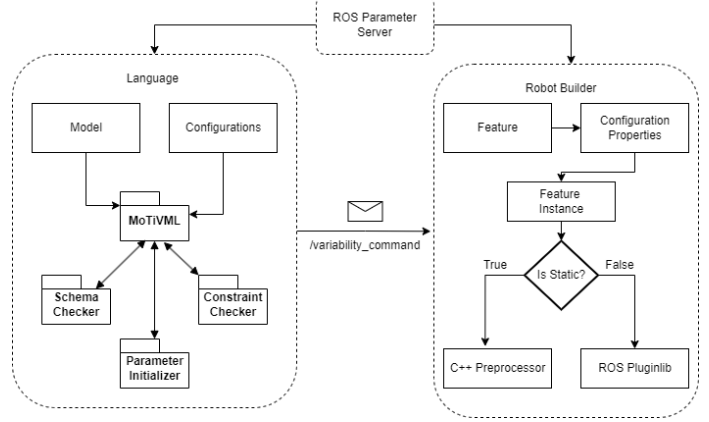 ROS Parameter
Server
Language
Model
Configurations
MoTiVML
Schema
Checker
Constraint
Checker
Parameter
Initializer
/variability_command
Robot Builder
Feature
Configuration
Properties
Feature
Instance
Is Static?
True
False
C++ Preprocessor
ROS Pluginlib